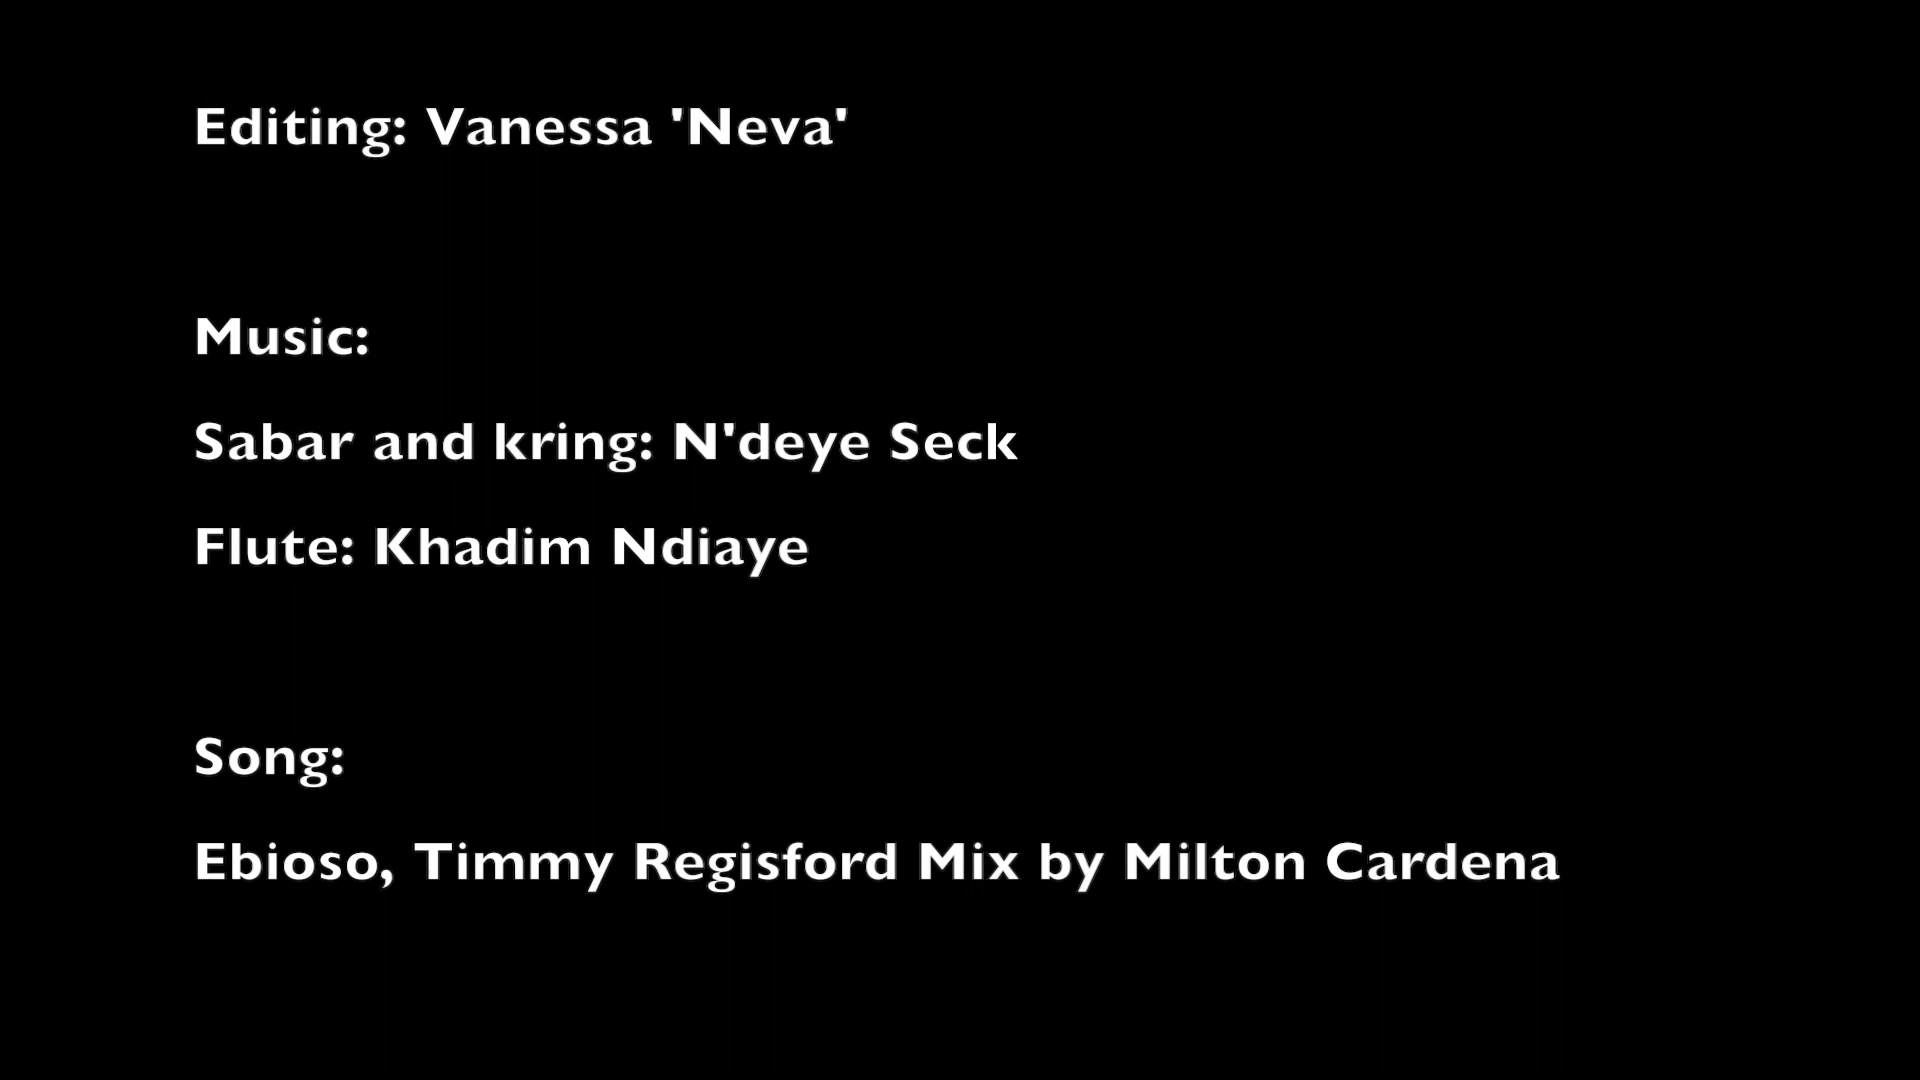 Editing: Vanessa 'Neva'
Music:
Sabar and kring: N'deye Seck
Flute: Khadim Ndiaye
Song:
Ebioso, Timmy Regisford Mix by Milton Cardena